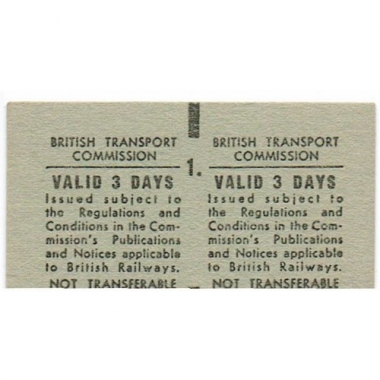 BRITISH TRANSPORT
COMMISSION
VALID 3 DAYS
Issued subject to
the Regulations and
Conditions in the Com-
mission's Publications
and Notices applicable
to British Railways.
NOT TRANSFERABLE
1.
BRITISH TRANSPORT
COMMISSION
VALID 3 DAYS
Issued subject to
the Regulations and
Conditions in the Com-
mission's Publications
and Notices applicable
to British Railways.
NOT TRANSFERABLE